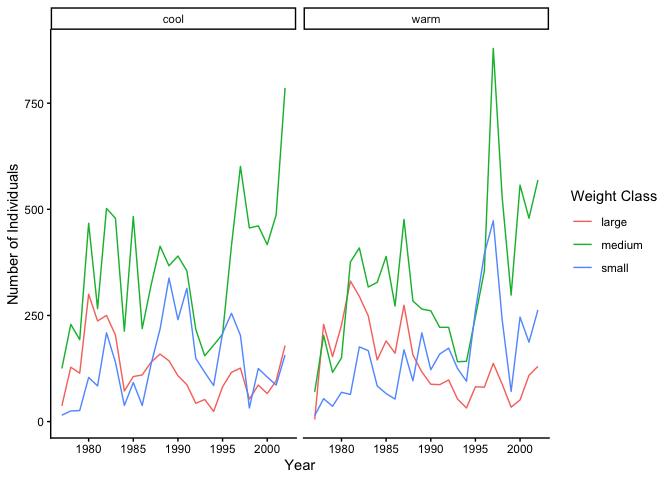 cool
warm
Number of Individuals
750
500
250
0
1980 1985 1990 1995 2000
1980 1985 1990 1995 2000
Year
Weight Class
large
medium
small